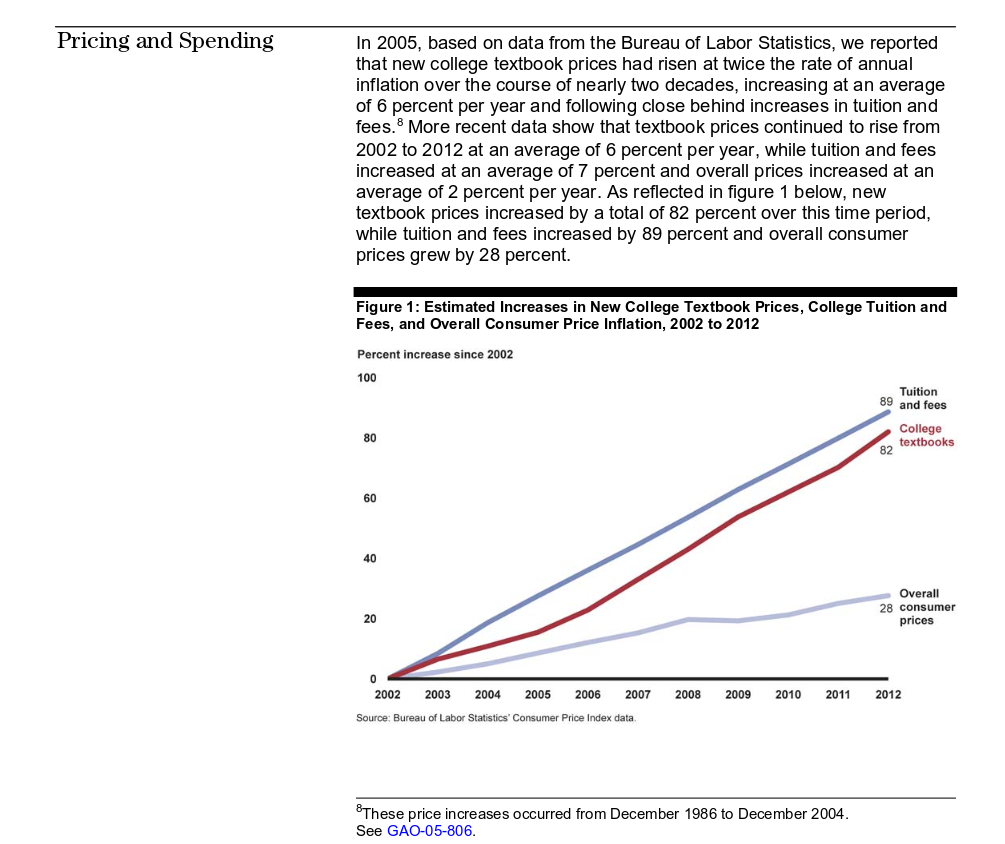 Pricing and Spending
In 2005, based on data from the Bureau of Labor Statistics, we reported
that new college textbook prices had risen at twice the rate of annual
inflation over the course of nearly two decades, increasing at an average
of 6 percent per year and following close behind increases in tuition and
fees.8 More recent data show that textbook prices continued to rise from
2002 to 2012 at an average of 6 percent per year, while tuition and fees
increased at an average of 7 percent and overall prices increased at an
average of 2 percent per year. As reflected in figure 1 below, new
textbook prices increased by a total of 82 percent over this time period,
while tuition and fees increased by 89 percent and overall consumer
prices grew by 28 percent.
Figure 1: Estimated Increases in New College Textbook Prices, College Tuition and
Fees, and Overall Consumer Price Inflation, 2002 to 2012
Percent increase since 2002
100
80
60
40
20
0
89
Tuition
and fees
College
textbooks
82
Overall
consumer
prices
28
2002 2003 2004 2005 2006 2007 2008 2009 2010 2011 2012
Source: Bureau of Labor Statistics' Consumer Price Index data.
8These price increases occurred from December 1986 to December 2004.
See GAO-05-806.